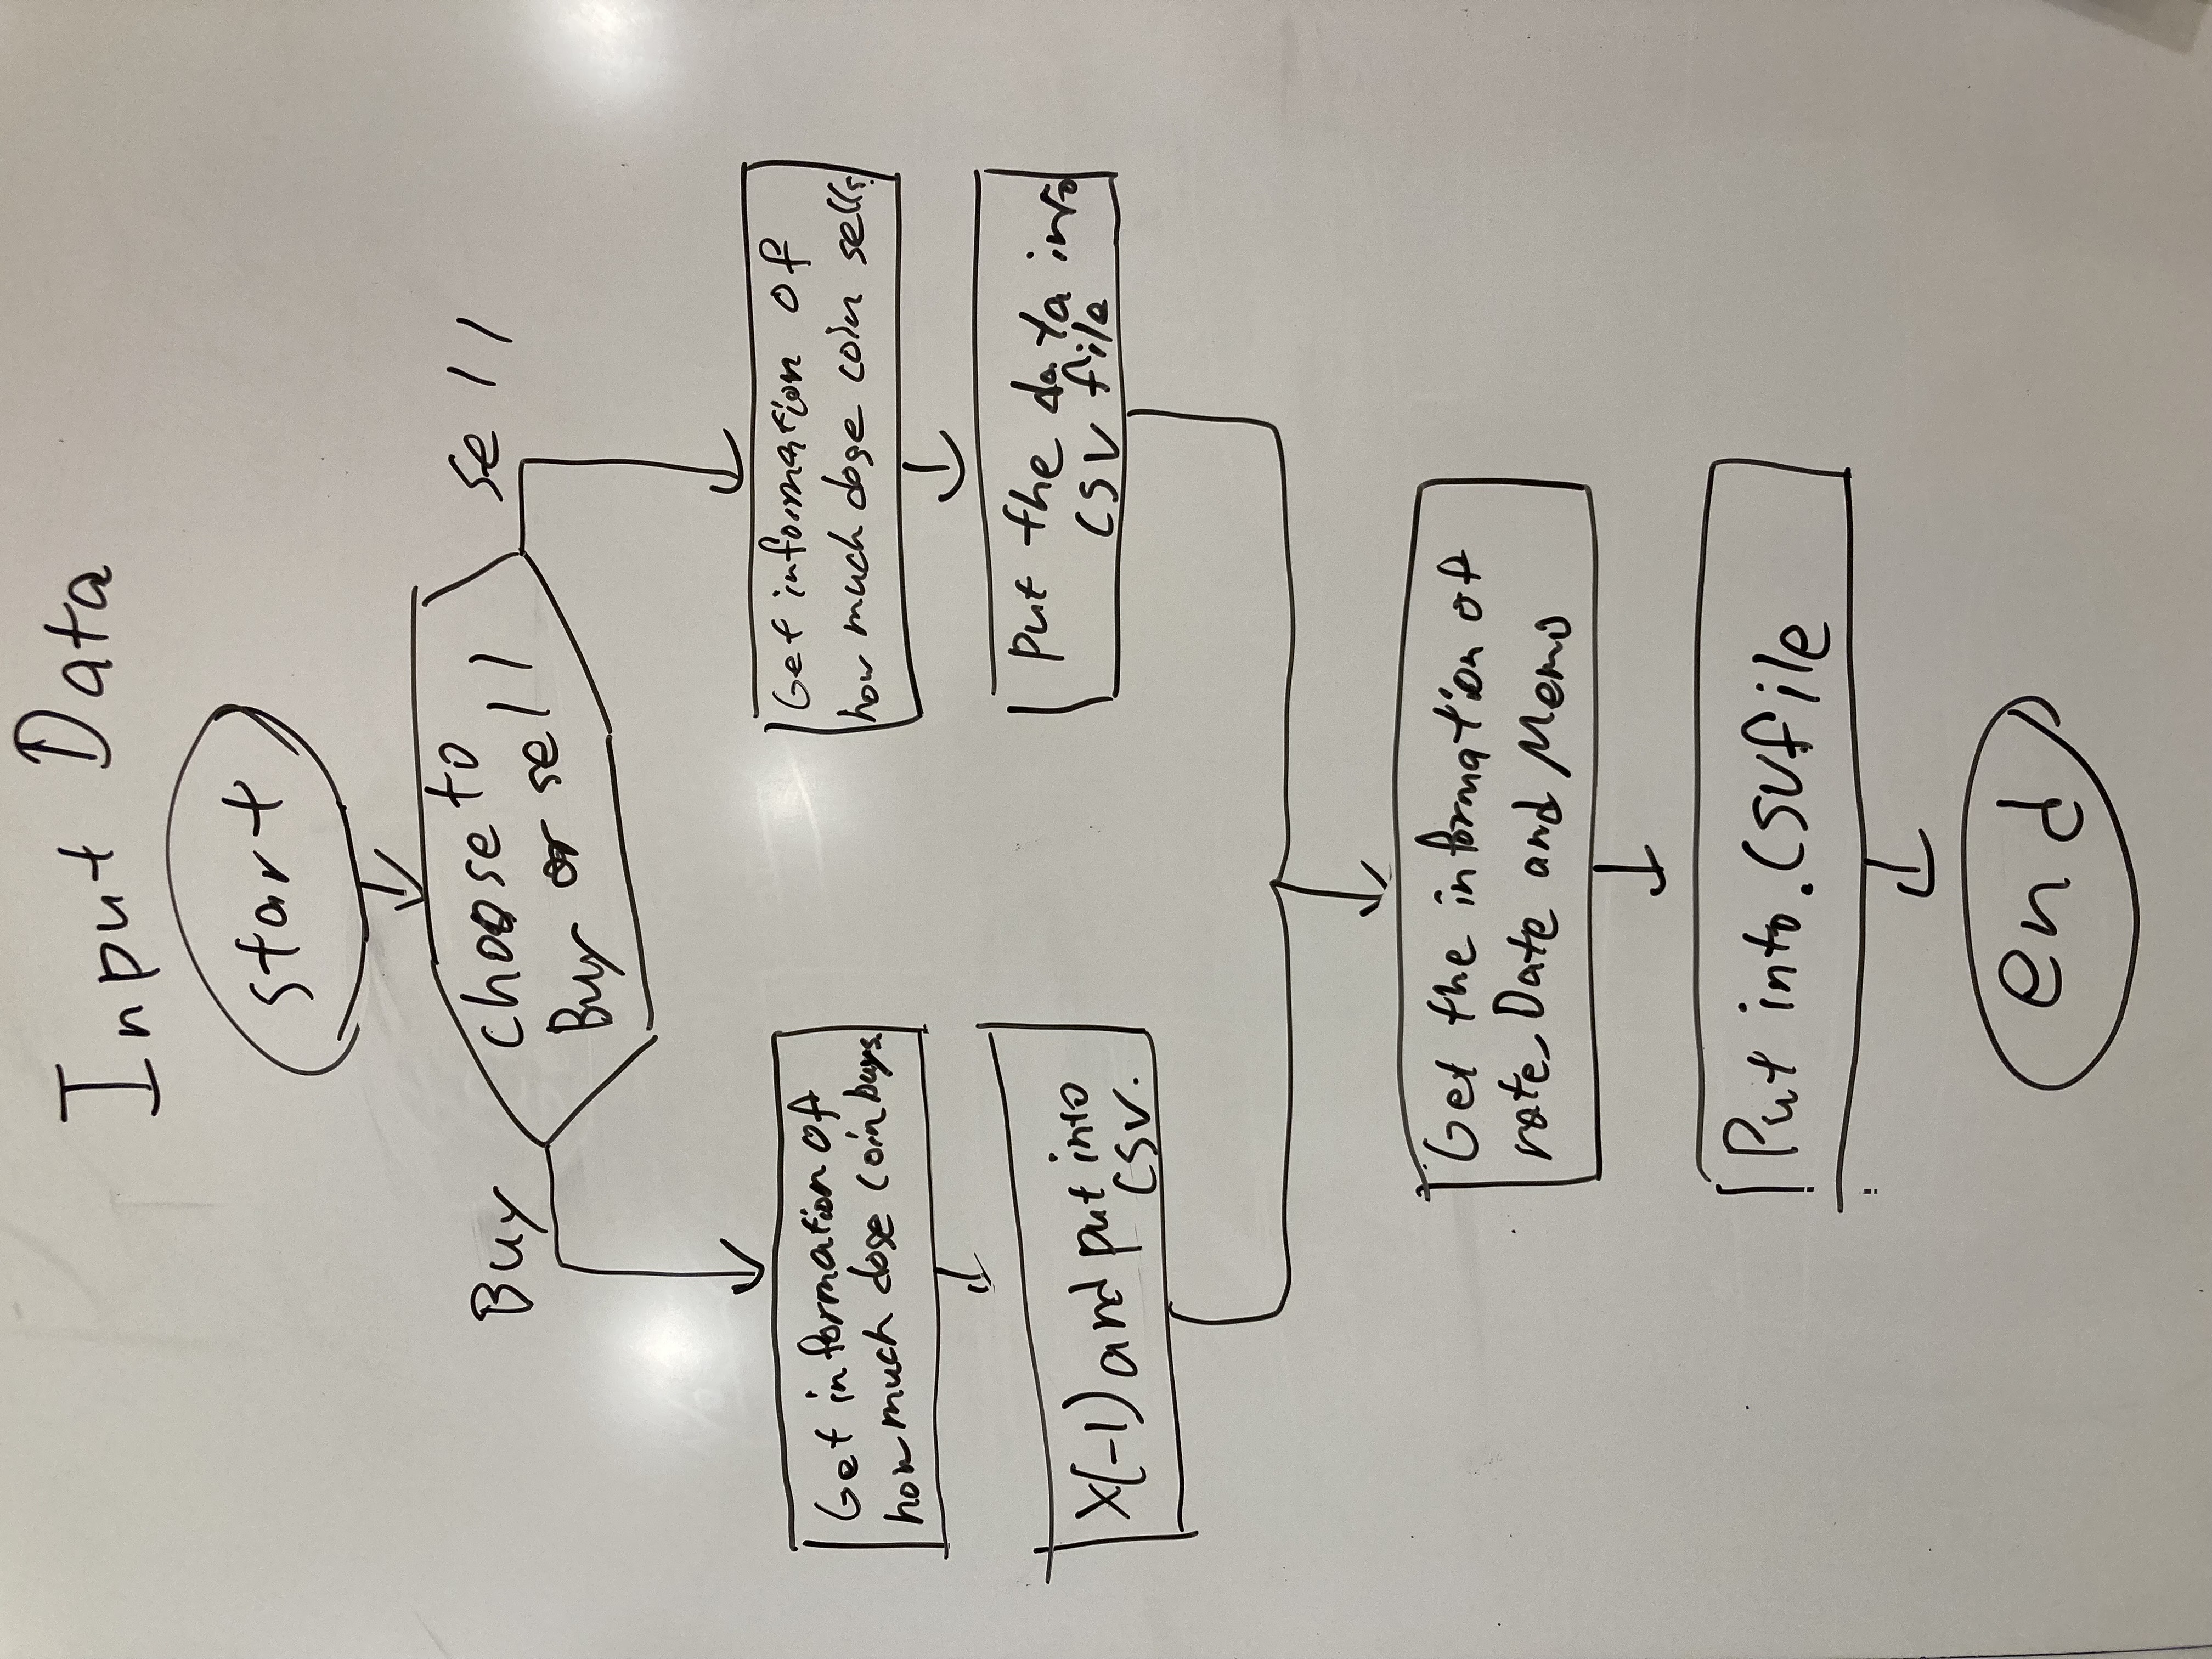 Input Data
start
choose to
Buy or sell
Buy
sell
Get information of
how much doge coin buys.
Get information of
how much doge coin sells
X(-1) and put into
CSV.
put the data into
CSV file
Get the information of
rate, Date and Memo
Put into .CSV file
end